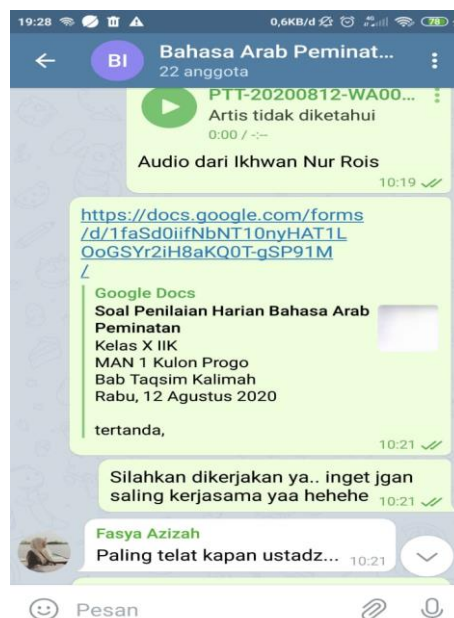 19:28 0,6KB/d 78
BI Bahasa Arab Peminat...
22 anggota
PTT-20200812-WA00...
Artis tidak diketahui
0:00 / -:--
Audio dari Ikhwan Nur Rois
10:19
https://docs.google.com/forms
/d/1faSd0iifNbNT10nyHAT1L
OoGSYr2iH8aKQ0T-gSP91M
/
Google Docs
Soal Penilaian Harian Bahasa Arab
Peminatan
Kelas X IIK
MAN 1 Kulon Progo
Bab Taqsim Kalimah
Rabu, 12 Agustus 2020
tertanda,
10:21
Silahkan dikerjakan ya.. inget jgan
saling kerjasama yaa hehehe 10:21
Fasya Azizah
Paling telat kapan ustadz... 10:21
Pesan